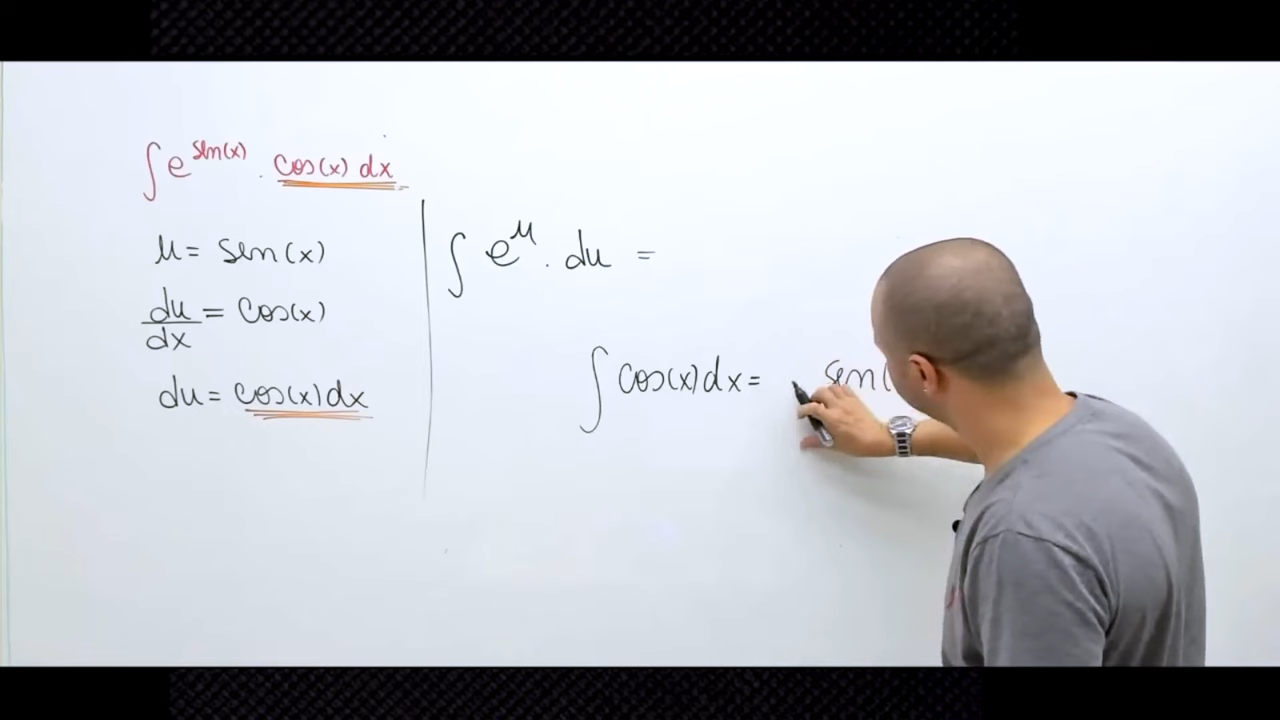 ∫ e^sen(x) . cos(x) dx
u = sen(x)
du/dx = cos(x)
du = cos(x) dx
∫ e^u . du =
∫ cos(x) dx = sen(